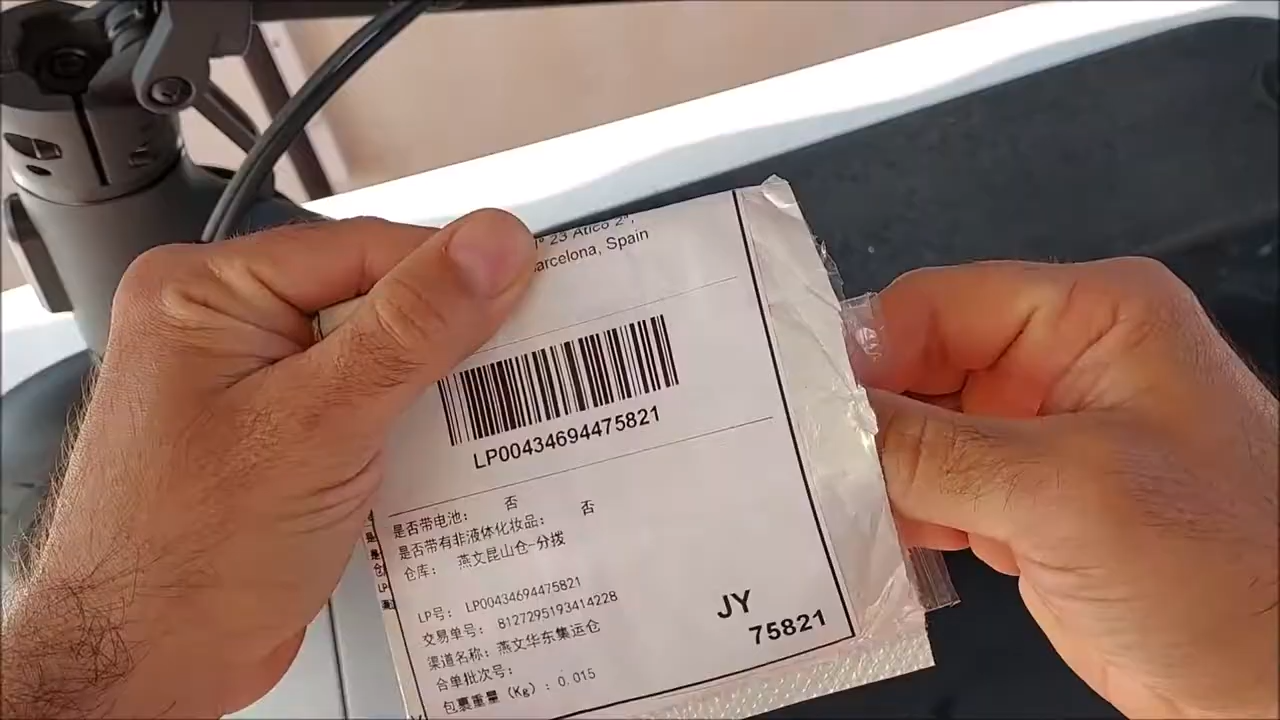 23 Atico 2ª,
arcelona, Spain
LP00434694475821
是否带电池: 否
是否带有非液体化妆品: 否
仓库: 燕文昆山仓-分拨
LP号: LP00434694475821
交易单号: 8127295193414228
渠道名称: 燕文华东集运仓
合单批次号:
包裹重量 (Kg) : 0.015
JY
75821